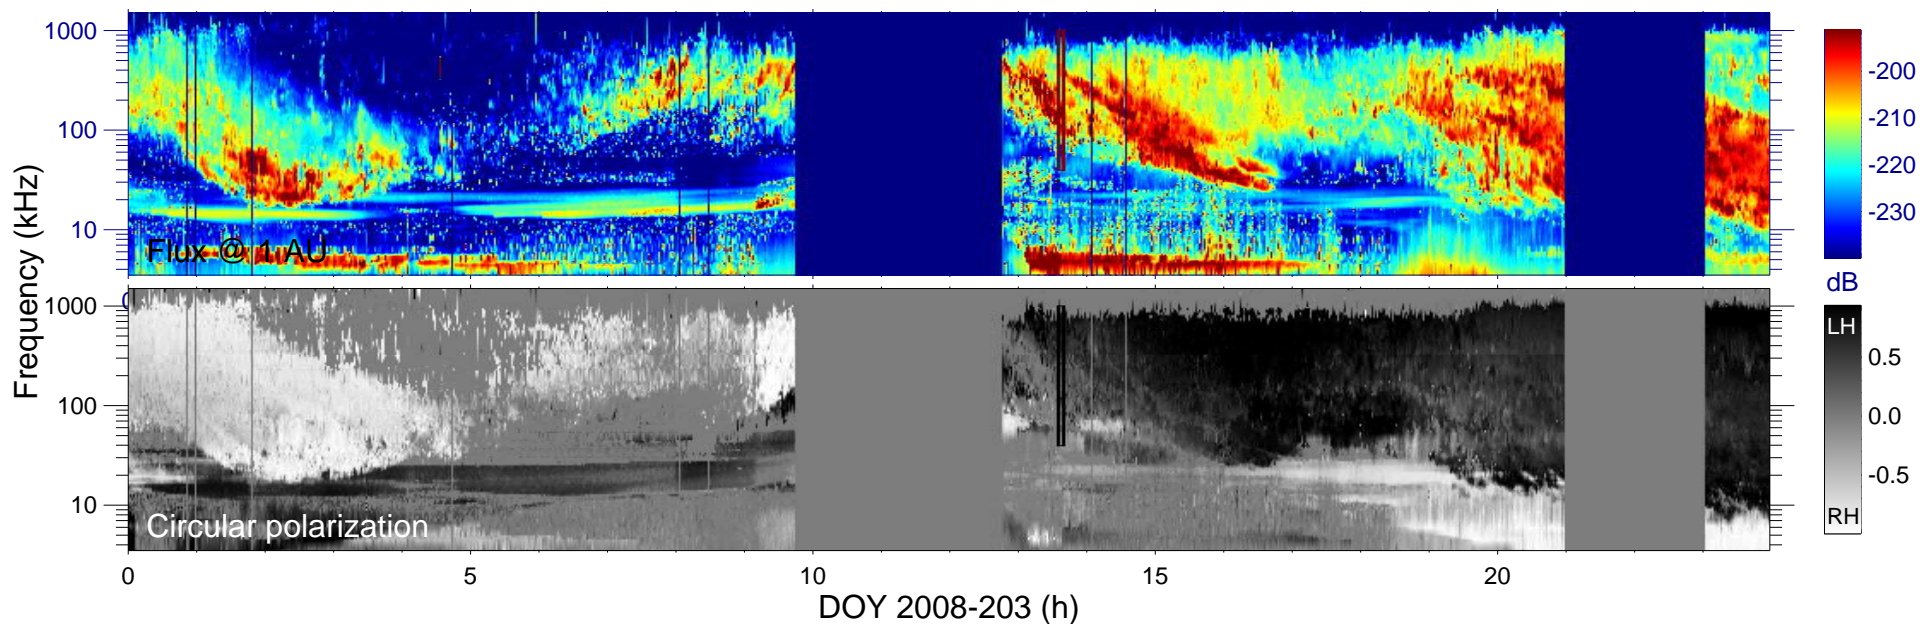 1000
100
10
Flux @ 1 AU
0
-200
-210
-220
-230
dB
Frequency (kHz)
1000
100
10
Circular polarization
LH
0.5
0.0
-0.5
RH
0
5
10
15
20
DOY 2008-203 (h)